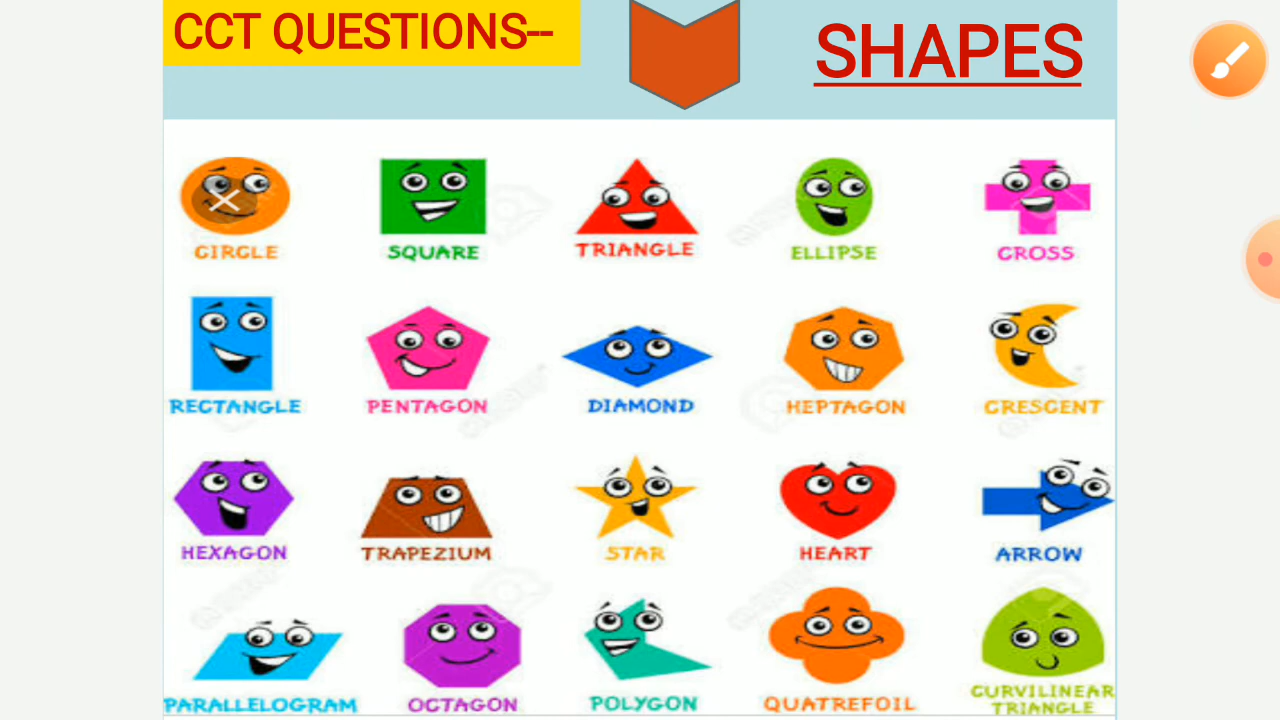 CCT QUESTIONS--
SHAPES
CIRCLE
SQUARE
TRIANGLE
ELLIPSE
CROSS
RECTANGLE
PENTAGON
DIAMOND
HEPTAGON
CRESCENT
HEXAGON
TRAPEZIUM
STAR
HEART
ARROW
PARALLELOGRAM
OCTAGON
POLYGON
QUATREFOIL
CURVILINEAR
TRIANGLE